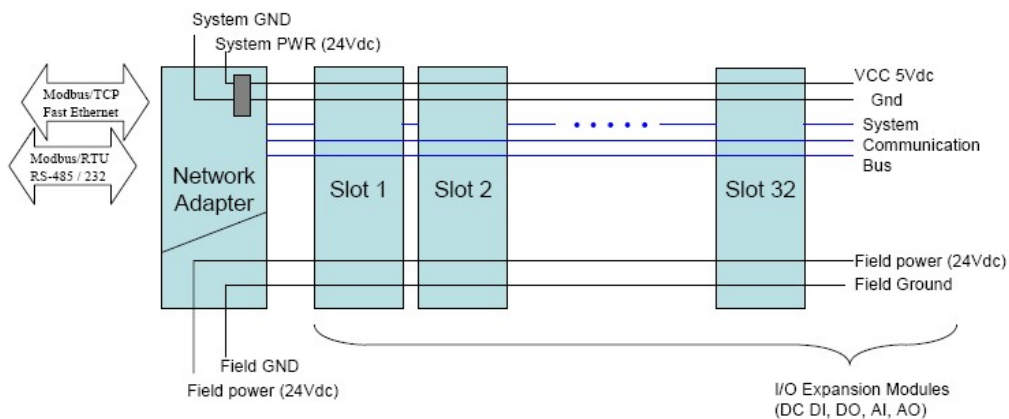 System GND
System PWR (24Vdc)
Modbus/TCP
Fast Ethernet
Modbus/RTU
RS-485 / 232
Network
Adapter
Slot 1
Slot 2
Slot 32
VCC 5Vdc
Gnd
System
Communication
Bus
Field power (24Vdc)
Field Ground
Field GND
Field power (24Vdc)
I/O Expansion Modules
(DC DI, DO, AI, AO)